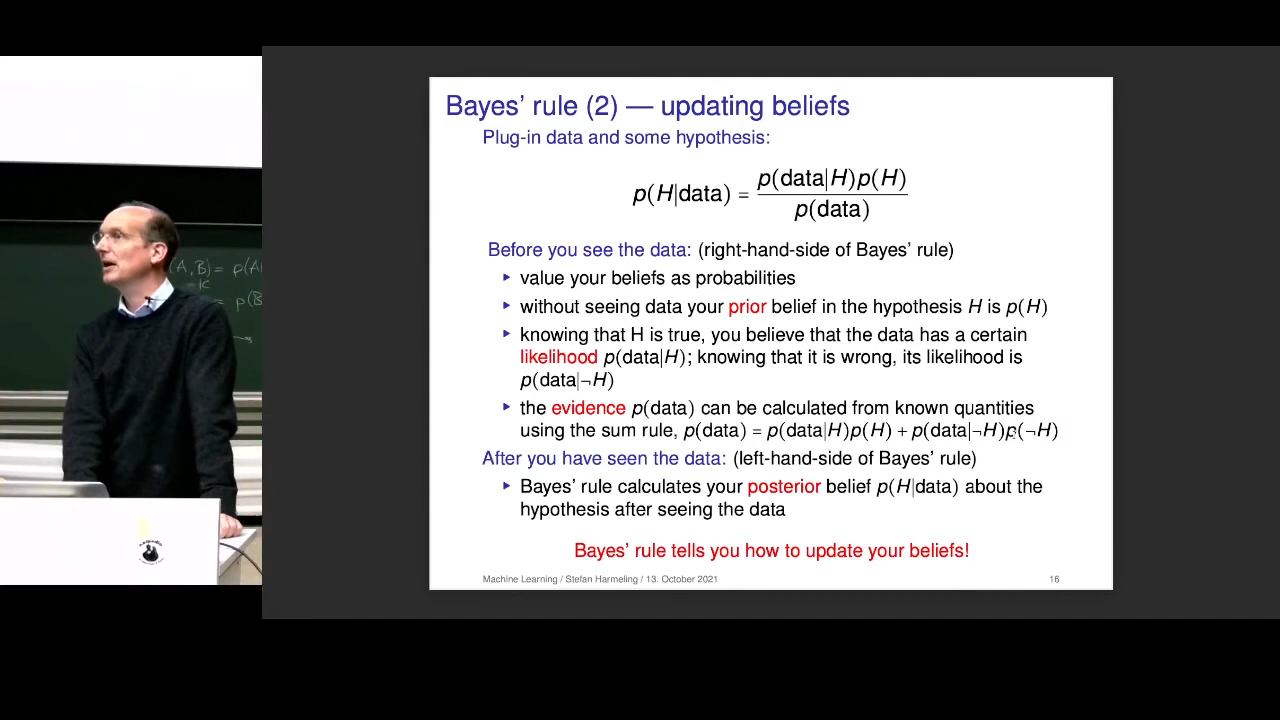 Bayes' rule (2) — updating beliefs
Plug-in data and some hypothesis:
p(H|data) = p(data|H)p(H) / p(data)
Before you see the data: (right-hand-side of Bayes' rule)
‣ value your beliefs as probabilities
‣ without seeing data your prior belief in the hypothesis H is p(H)
‣ knowing that H is true, you believe that the data has a certain
likelihood p(data|H); knowing that it is wrong, its likelihood is
p(data|¬H)
‣ the evidence p(data) can be calculated from known quantities
using the sum rule, p(data) = p(data|H)p(H) + p(data|¬H)p(¬H)
After you have seen the data: (left-hand-side of Bayes' rule)
‣ Bayes' rule calculates your posterior belief p(H|data) about the
hypothesis after seeing the data
Bayes' rule tells you how to update your beliefs!
Machine Learning / Stefan Harmeling / 13. October 2021
16
(A, B) = p(A
= p(B